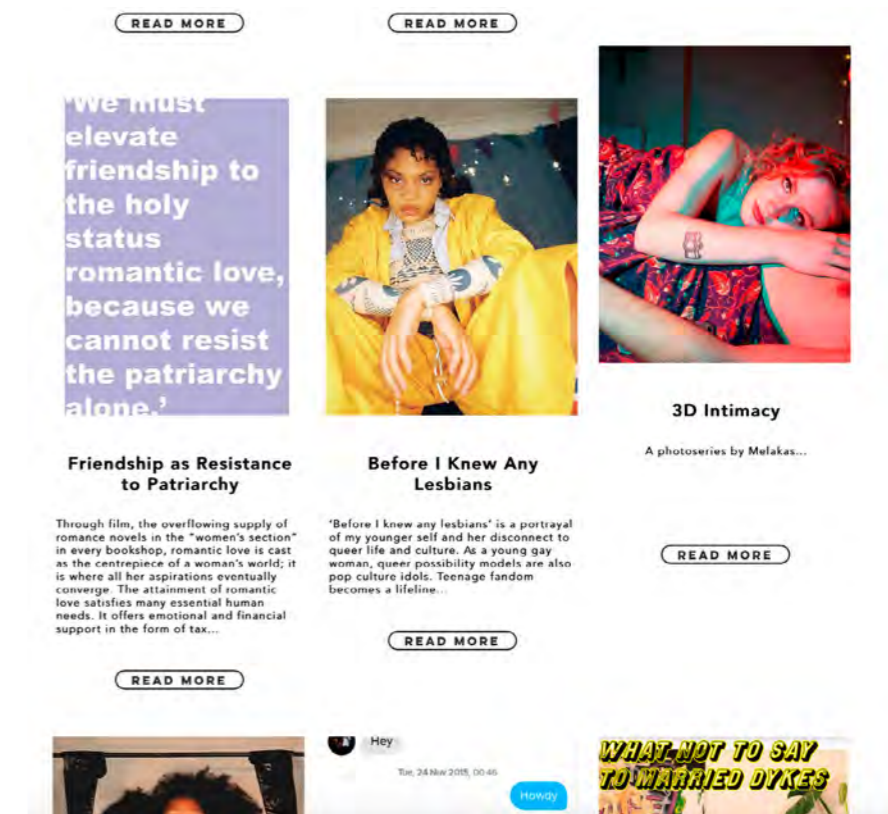 READ MORE
READ MORE
'We must
elevate
friendship to
the holy
status
romantic love,
because we
cannot resist
the patriarchy
alone.'
Friendship as Resistance
to Patriarchy
Through film, the overflowing supply of
romance novels in the "women's section"
in every bookshop, romantic love is cast
as the centrepiece of a woman's world; it
is where all her aspirations eventually
converge. The attainment of romantic
love satisfies many essential human
needs. It offers emotional and financial
support in the form of tax...
READ MORE
Before I Knew Any
Lesbians
'Before I knew any lesbians' is a portrayal
of my younger self and her disconnect to
queer life and culture. As a young gay
woman, queer possibility models are also
pop culture idols. Teenage fandom
becomes a lifeline...
READ MORE
3D Intimacy
A photoseries by Melakas...
READ MORE
Hey
Tue, 24 Nov 2015, 00:46
Howdy
WHAT NOT TO SAY
TO MARRIED DYKES